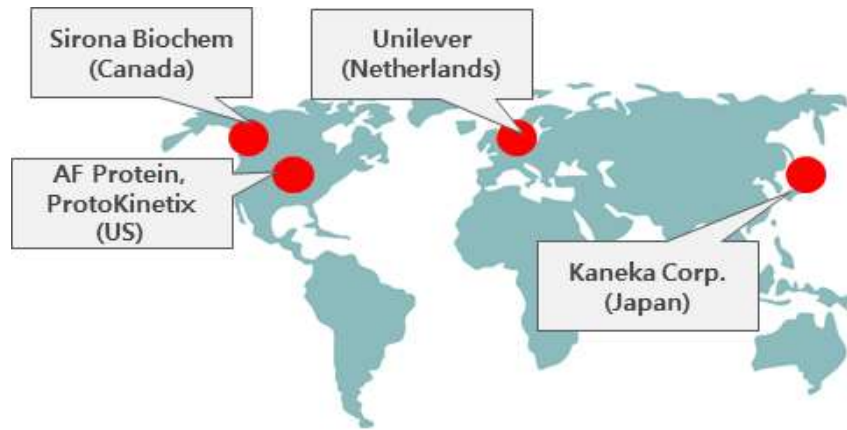 Sirona Biochem
(Canada)
Unilever
(Netherlands)
AF Protein,
ProtoKinetix
(US)
Kaneka Corp.
(Japan)